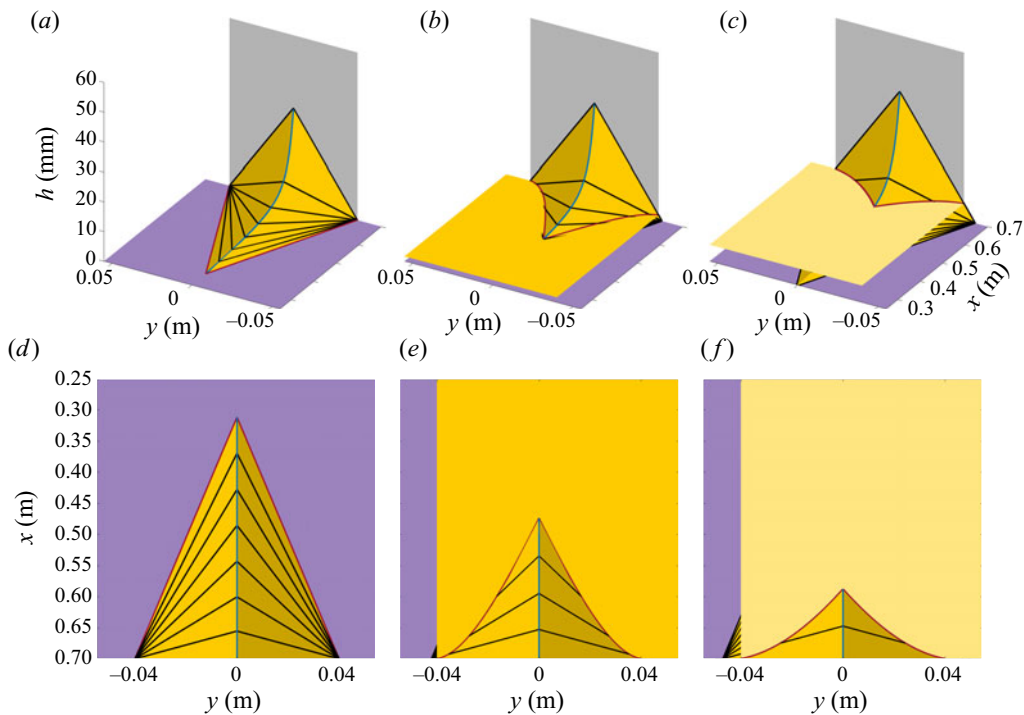 (a)
(b)
(c)
60
50
40
30
20
10
0
h (mm)
0.05
0
–0.05
y (m)
0.05
0
–0.05
y (m)
0.05
0
–0.05
y (m)
0.7
0.6
0.5
0.4
0.3
x (m)
(d)
(e)
(f)
0.25
0.30
0.35
0.40
0.45
0.50
0.55
0.60
0.65
0.70
x (m)
–0.04 0 0.04
y (m)
–0.04 0 0.04
y (m)
–0.04 0 0.04
y (m)